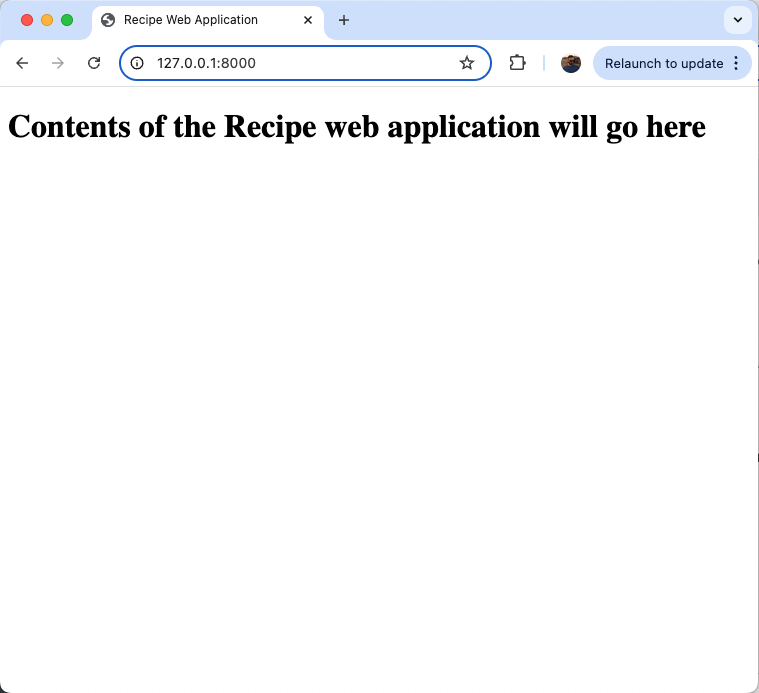 Recipe Web Application
127.0.0.1:8000
Relaunch to update
Contents of the Recipe web application will go here